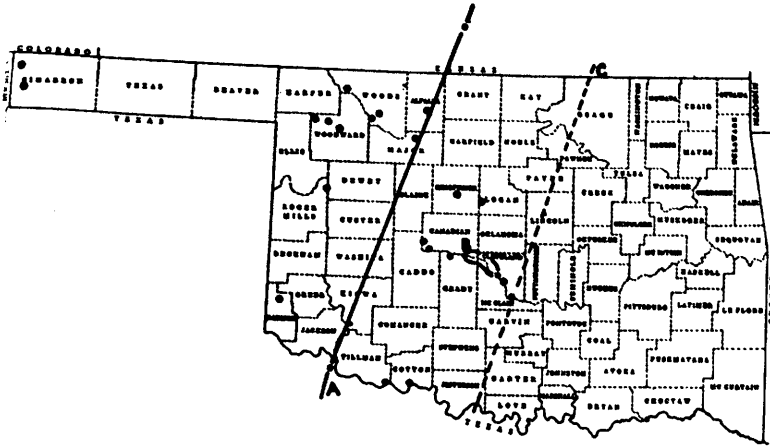 COLORADO
C
KANSAS
CIMARRON
TEXAS
BEAVER
HARPER
WOODS
ALFALFA
GRANT
KAY
OSAGE
WASHINGTON
CRAIG
OTTAWA
TEXAS
WOODWARD
MAJOR
GARFIELD
NOBLE
PAWNEE
ROGERS
MAYES
DELAWARE
ELLIS
TULSA
DEWEY
BLAINE
KINGFISHER
LOGAN
PAYNE
CREEK
WAGONER
CHEROKEE
ADAIR
ROGER
MILLS
CUSTER
LINCOLN
CANADIAN
OKLAHOMA
OKMULGEE
MUSKOGEE
SEQUOYAH
BECKHAM
WASHITA
CADDO
CLEVELAND
SEMINOLE
MC INTOSH
HASKELL
GREER
KIOWA
GRADY
MC CLAIN
HUGHES
PITTSBURG
LATIMER
LE FLORE
JACKSON
COMANCHE
GARVIN
PONTOTOC
COAL
STEPHENS
MURRAY
PUSHMATAHA
TILLMAN
COTTON
JEFFERSON
CARTER
JOHNSTON
ATOKA
MC CURTAIN
A
LOVE
MARSHALL
BRYAN
CHOCTAW
TEXAS